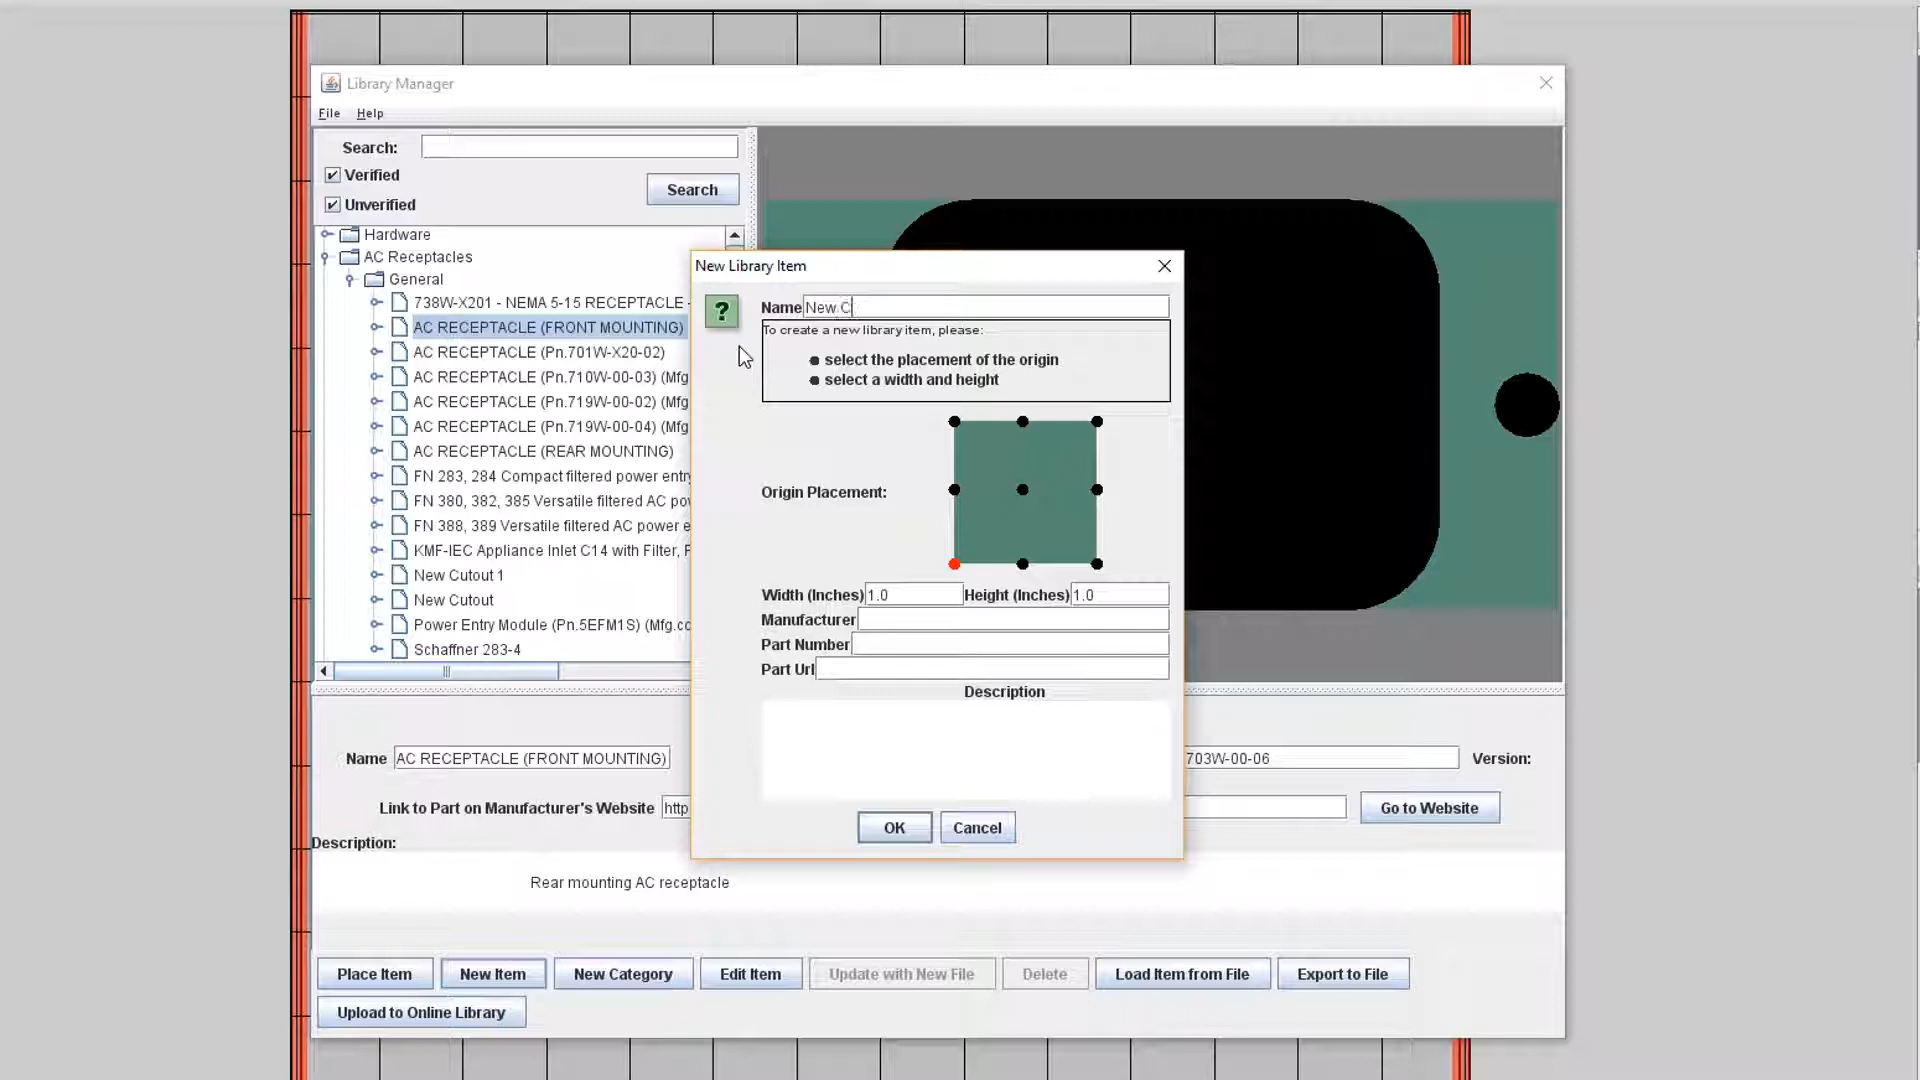 Library Manager
File Help
Search:
Verified
Search
Unverified
Hardware
AC Receptacles
General
738W-X201 - NEMA 5-15 RECEPTACLE -
AC RECEPTACLE (FRONT MOUNTING)
AC RECEPTACLE (Pn.701W-X20-02)
AC RECEPTACLE (Pn.710W-00-03) (Mfg
AC RECEPTACLE (Pn.719W-00-02) (Mfg
AC RECEPTACLE (Pn.719W-00-04) (Mfg
AC RECEPTACLE (REAR MOUNTING)
FN 283, 284 Compact filtered power entry
FN 380, 382, 385 Versatile filtered AC po
FN 388, 389 Versatile filtered AC power e
KMF-IEC Appliance Inlet C14 with Filter, F
New Cutout 1
New Cutout
Power Entry Module (Pn.5EFM1S) (Mfg.co
Schaffner 283-4
New Library Item
?
Name New C
To create a new library item, please:
● select the placement of the origin
● select a width and height
Origin Placement:
Width (Inches) 1.0 Height (Inches) 1.0
Manufacturer
Part Number
Part Url
Description
OK Cancel
Name AC RECEPTACLE (FRONT MOUNTING) 703W-00-06 Version:
Link to Part on Manufacturer's Website http Go to Website
Description:
Rear mounting AC receptacle
Place Item New Item New Category Edit Item Update with New File Delete Load Item from File Export to File
Upload to Online Library